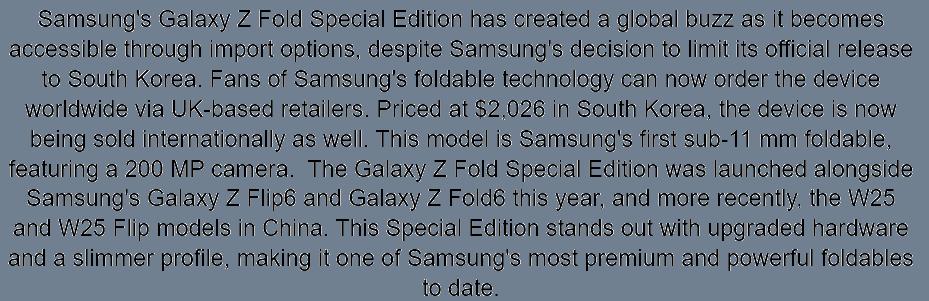 Samsung's Galaxy Z Fold Special Edition has created a global buzz as it becomes
accessible through import options, despite Samsung's decision to limit its official release
to South Korea. Fans of Samsung's foldable technology can now order the device
worldwide via UK-based retailers. Priced at $2,026 in South Korea, the device is now
being sold internationally as well. This model is Samsung's first sub-11 mm foldable,
featuring a 200 MP camera.  The Galaxy Z Fold Special Edition was launched alongside
Samsung's Galaxy Z Flip6 and Galaxy Z Fold6 this year, and more recently, the W25
and W25 Flip models in China. This Special Edition stands out with upgraded hardware
and a slimmer profile, making it one of Samsung's most premium and powerful foldables
to date.